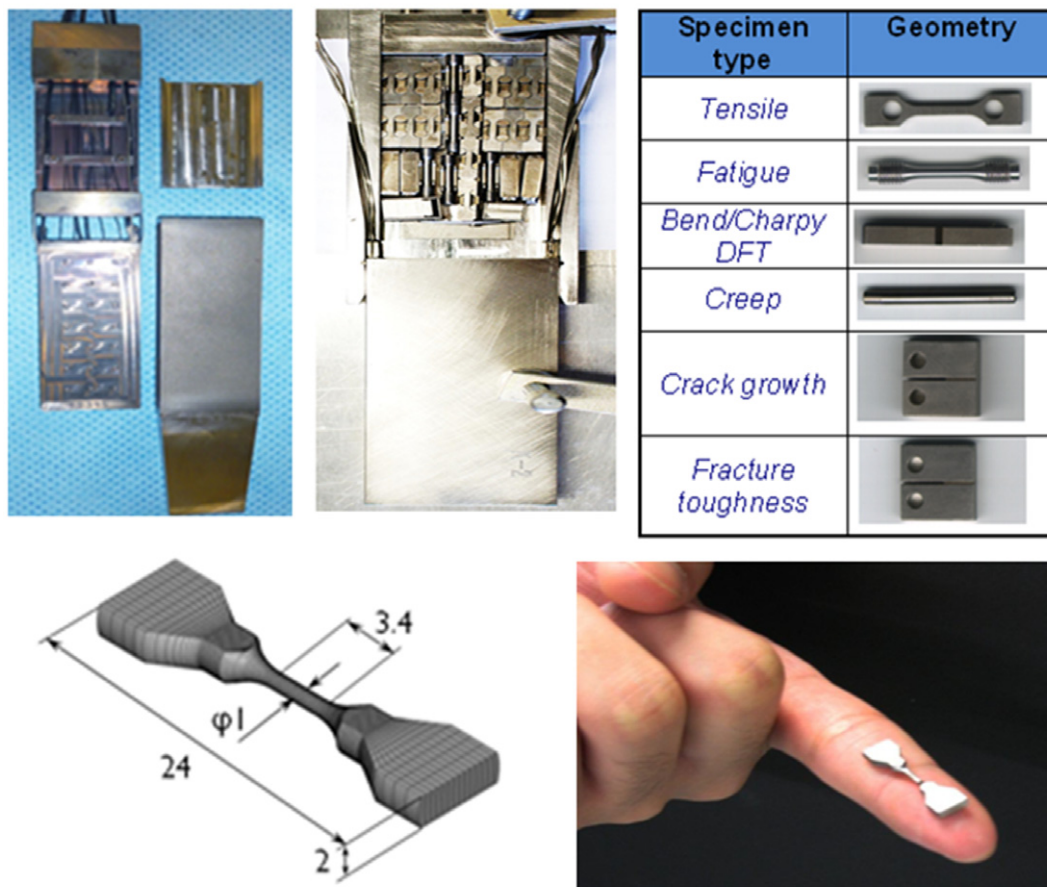 Specimen type
Geometry
Tensile
Fatigue
Bend/Charpy
DFT
Creep
Crack growth
Fracture
toughness
3.4
φ1
24
2